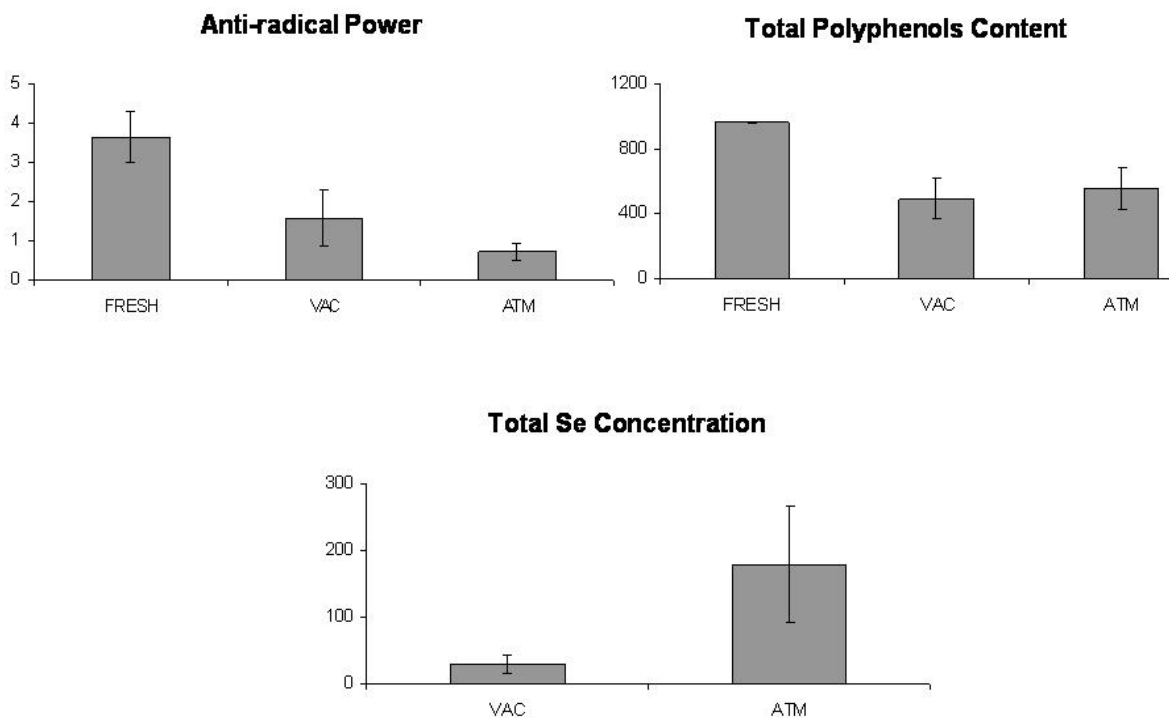 Anti-radical Power
5
4
3
2
1
0
FRESH VAC ATM
Total Polyphenols Content
1200
800
400
0
FRESH VAC ATM
Total Se Concentration
300
200
100
0
VAC ATM